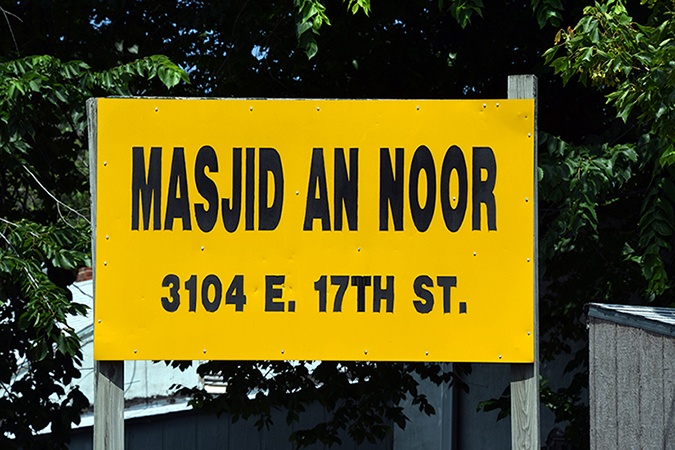 MASJID AN NOOR
3104 E. 17TH ST.